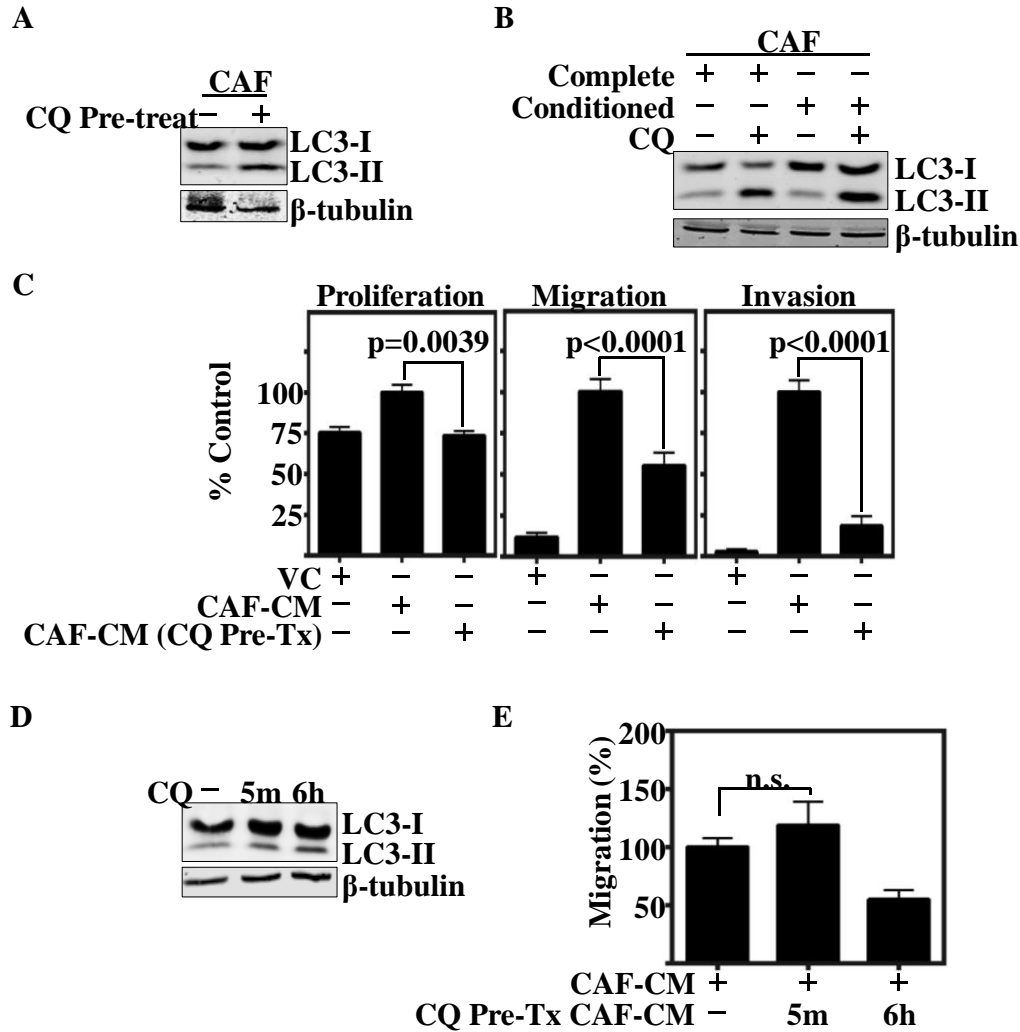 A
CAF
CQ Pre-treat − +
LC3-I
LC3-II
β-tubulin
B
CAF
Complete + + − −
Conditioned − − + +
CQ − + − +
LC3-I
LC3-II
β-tubulin
C
Proliferation Migration Invasion
p=0.0039 p<0.0001 p<0.0001
% Control
100
75
50
25
VC + − − + − − + − −
CAF-CM − + − − + − − + −
CAF-CM (CQ Pre-Tx) − − + − − + − − +
D
CQ − 5m 6h
LC3-I
LC3-II
β-tubulin
E
Migration (%)
200
150
100
50
n.s.
CAF-CM + + +
CQ Pre-Tx CAF-CM − 5m 6h